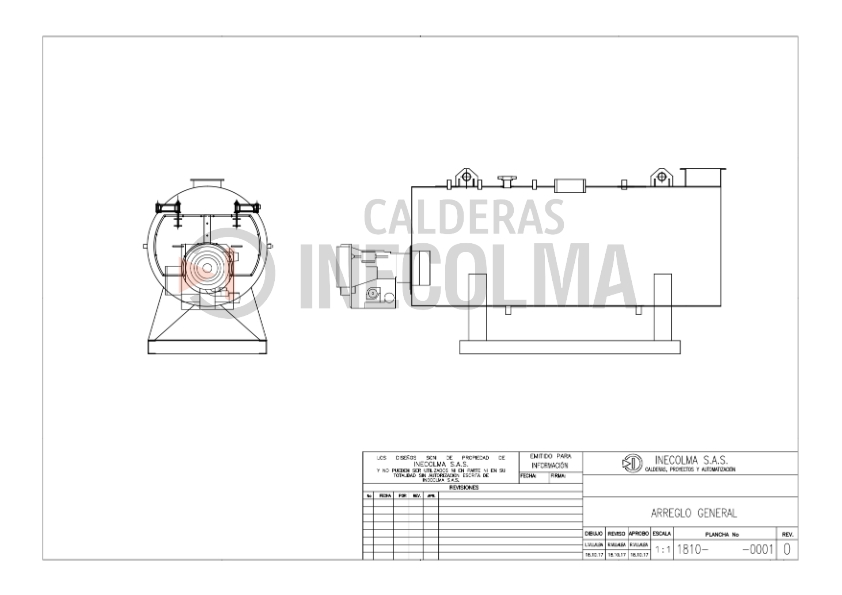 CALDERAS
INECOLMA
LOS DISEÑOS SON DE PROPIEDAD DE
INECOLMA S.A.S.
Y NO PUEDEN SER UTILIZADOS NI EN PARTE NI EN SU
TOTALIDAD SIN AUTORIZACION ESCRITA DE
INECOLMA S.A.S.
EMITIDO PARA
INFORMACIÓN
FECHA: FIRMA:
REVISIONES
No FECHA POR REV. APR.
INECOLMA S.A.S.
CALDERAS, PROYECTOS Y AUTOMATIZACIÓN
ARREGLO GENERAL
DIBUJO REVISO APROBO ESCALA PLANCHA No REV.
L.VILLALBA R.VILLALBA R.VILLALBA
18.10.17 18.10.17 18.10.17 1:1 1810- -0001 0